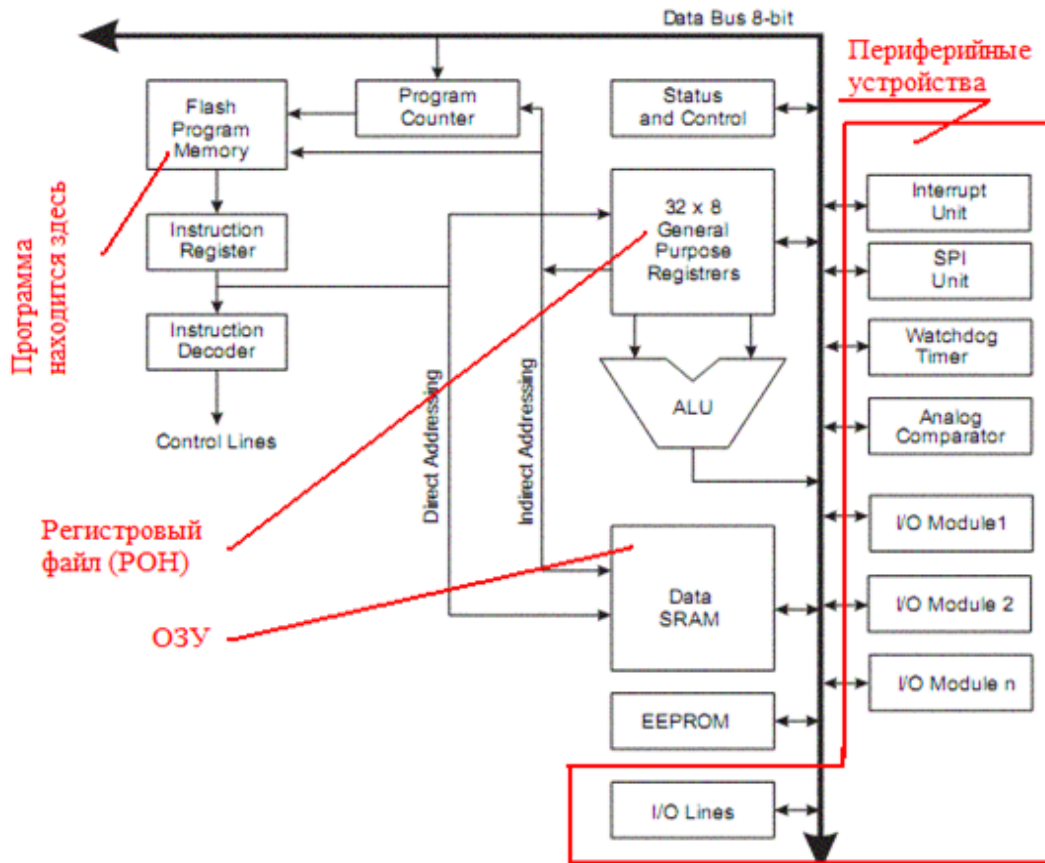 Data Bus 8-bit
Периферийные
устройства
Flash
Program
Memory
Program
Counter
Status
and Control
Interrupt
Unit
32 x 8
General
Purpose
Registrers
Instruction
Register
SPI
Unit
Программа
находится здесь
Instruction
Decoder
Watchdog
Timer
Direct Addressing
Indirect Addressing
ALU
Analog
Comparator
Control Lines
Регистровый
файл (РОН)
I/O Module1
ОЗУ
Data
SRAM
I/O Module 2
I/O Module n
EEPROM
I/O Lines